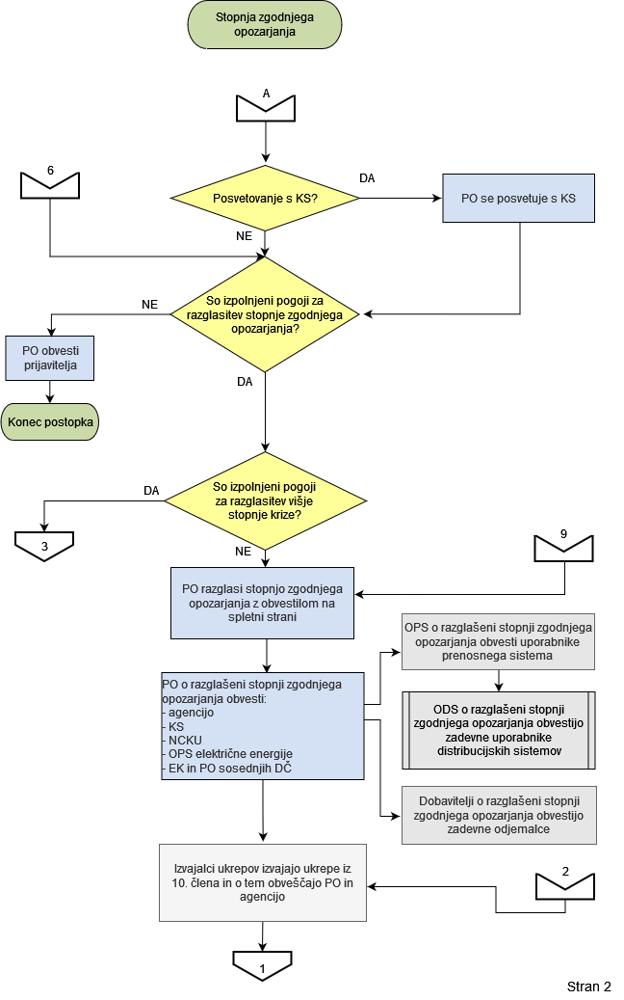 Stopnja zgodnjega
opozarjanja
A
6
Posvetovanje s KS?
DA
PO se posvetuje s KS
NE
So izpolnjeni pogoji za
razglasitev stopnje zgodnjega
opozarjanja?
NE
PO obvesti
prijavitelja
Konec postopka
DA
So izpolnjeni pogoji
za razglasitev višje
stopnje krize?
DA
3
NE
9
PO razglasi stopnjo zgodnjega
opozarjanja z obvestilom na
spletni strani
OPS o razglašeni stopnji zgodnjega
opozarjanja obvesti uporabnike
prenosnega sistema
PO o razglašeni stopnji zgodnjega
opozarjanja obvesti:
- agencijo
- KS
- NCKU
- OPS električne energije
- EK in PO sosednjih DČ
ODS o razglašeni stopnji
zgodnjega opozarjanja obvestijo
zadevne uporabnike
distribucijskih sistemov
Dobavitelji o razglašeni stopnji
zgodnjega opozarjanja obvestijo
zadevne odjemalce
Izvajalci ukrepov izvajajo ukrepe iz
10. člena in o tem obveščajo PO in
agencijo
2
1
Stran 2